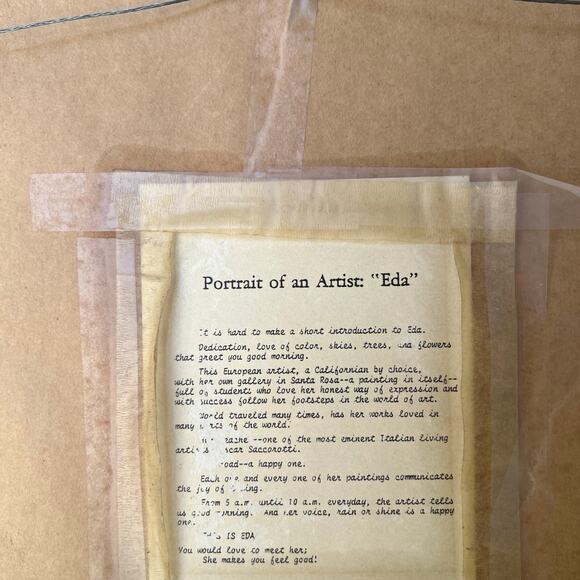 Portrait of an Artist: "Eda"
It is hard to make a short introduction to Eda.
Dedication, love of color, skies, trees, and flowers
that greet you good morning.
This European artist, a Californian by choice,
with her own gallery in Santa Rosa--a painting in itself--
full of students who love her honest way of expression and
with success follow her footsteps in the world of art.
World traveled many times, has her works loved in
many parts of the world.
--one of the most eminent Italian living
artists Oscar Saccorotti.
--a happy one.
Each one and every one of her paintings communicates
the joy of
From 5 a.m. until 10 a.m. everyday, the artist tells
us good morning. And her voice, rain or shine is a happy
one.
THIS IS EDA
You would love to meet her;
She makes you feel good!